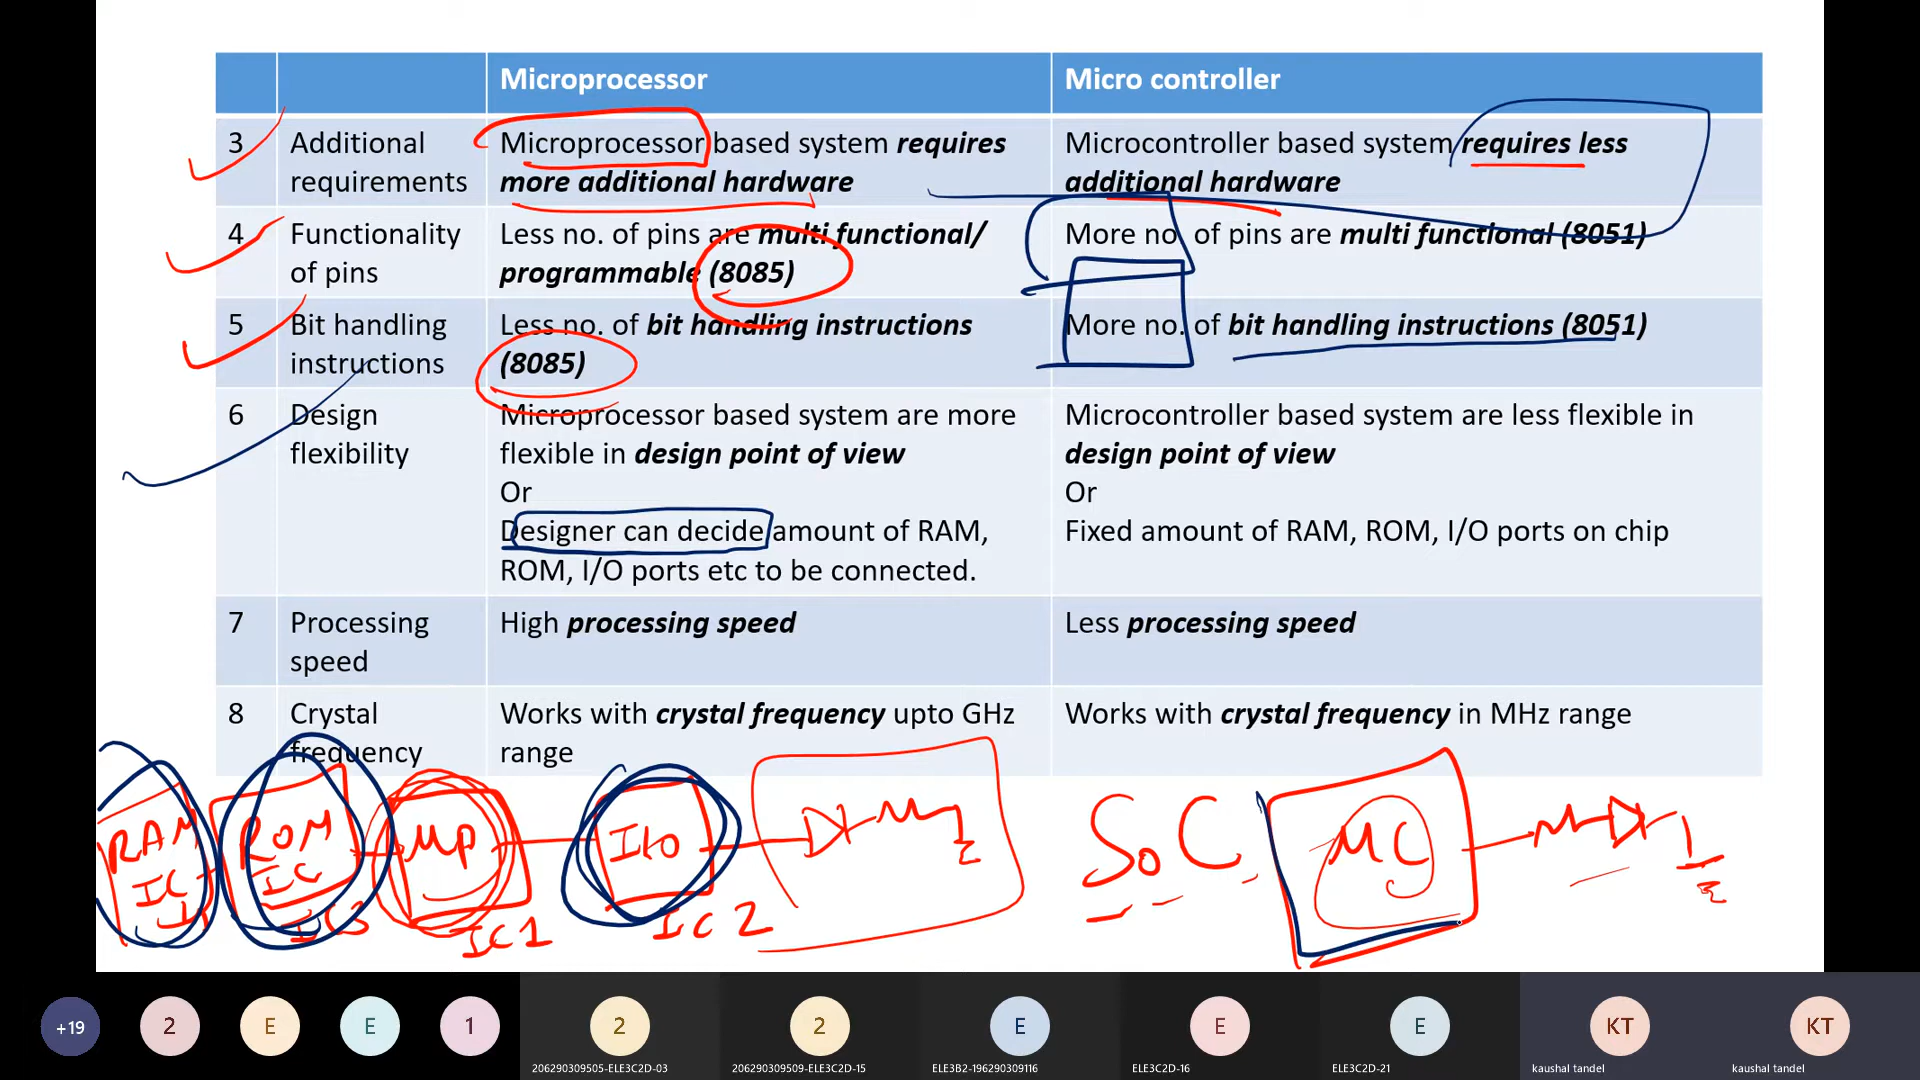 Microprocessor
Micro controller
3
Additional
requirements
Microprocessor based system requires
more additional hardware
Microcontroller based system requires less
additional hardware
4
Functionality
of pins
Less no. of pins are multi functional/
programmable (8085)
More no. of pins are multi functional (8051)
5
Bit handling
instructions
Less no. of bit handling instructions
(8085)
More no. of bit handling instructions (8051)
6
Design
flexibility
Microprocessor based system are more
flexible in design point of view
Or
Designer can decide amount of RAM,
ROM, I/O ports etc to be connected.
Microcontroller based system are less flexible in
design point of view
Or
Fixed amount of RAM, ROM, I/O ports on chip
7
Processing
speed
High processing speed
Less processing speed
8
Crystal
frequency
Works with crystal frequency upto GHz
range
Works with crystal frequency in MHz range
RAM
IC
ROM
IC
IC3
MP
IC1
I/O
IC2
SoC
MC
+19
2
E
E
1
2
206290309505-ELE3C2D-03
2
206290309509-ELE3C2D-15
E
ELE3B2-196290309116
E
ELE3C2D-16
E
ELE3C2D-21
KT
kaushal tandel
KT
kaushal tandel